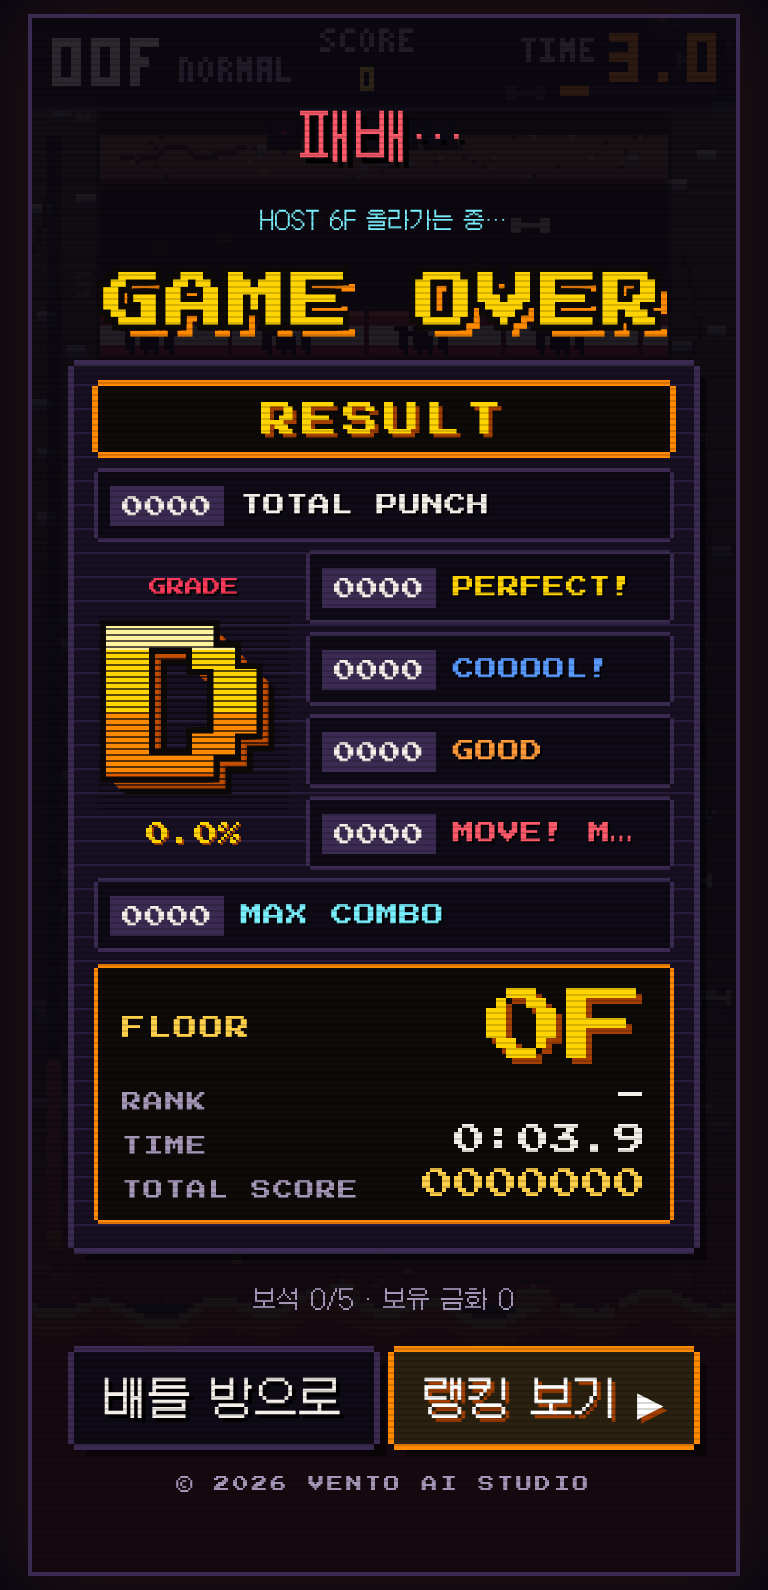 00F NORMAL SCORE TIME 3.0
0
패배…
HOST 6F 올라가는 중…
GAME OVER
RESULT
0000 TOTAL PUNCH
GRADE
D
0.0%
0000 PERFECT!
0000 COOOOL!
0000 GOOD
0000 MOVE! M…
0000 MAX COMBO
FLOOR 0F
RANK –
TIME 0:03.9
TOTAL SCORE 0000000
보석 0/5 · 보유 금화 0
배틀 방으로
랭킹 보기 ▶
© 2026 VENTO AI STUDIO